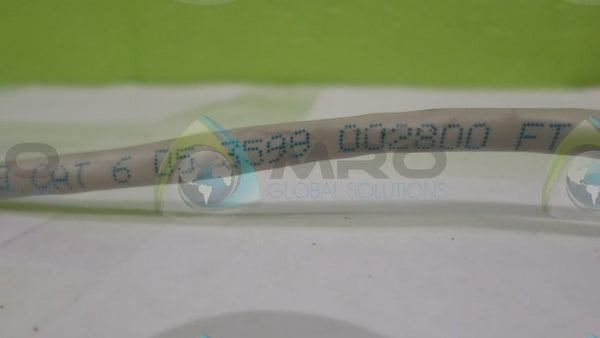 CAT 6 002800 FT
MRO
GLOBAL SOLUTIONS